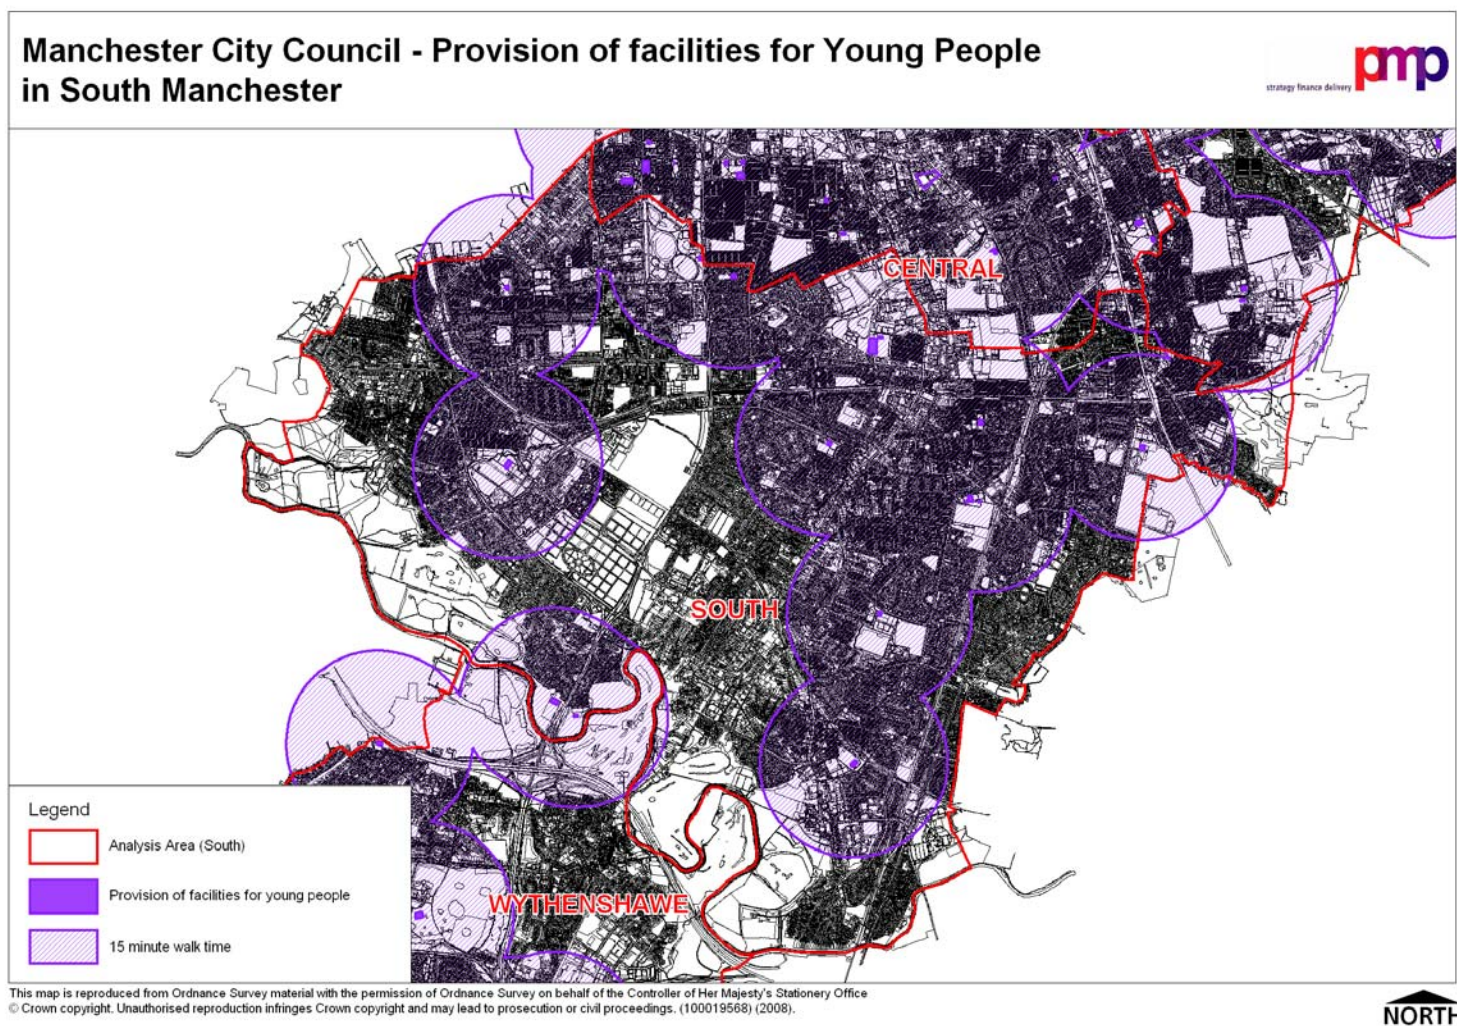 Manchester City Council - Provision of facilities for Young People
in South Manchester
strategy finance delivery
pmp
CENTRAL
SOUTH
WYTHENSHAWE
Legend
Analysis Area (South)
Provision of facilities for young people
15 minute walk time
This map is reproduced from Ordnance Survey material with the permission of Ordnance Survey on behalf of the Controller of Her Majesty's Stationery Office
© Crown copyright. Unauthorised reproduction infringes Crown copyright and may lead to prosecution or civil proceedings. (100019568) (2008).
NORTH